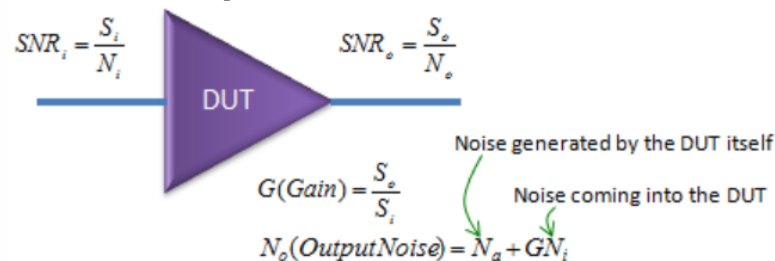 SNR_i = S_i / N_i
SNR_o = S_o / N_o
DUT
Noise generated by the DUT itself
G(Gain) = S_o / S_i
Noise coming into the DUT
N_o(OutputNoise) = N_a + GN_i